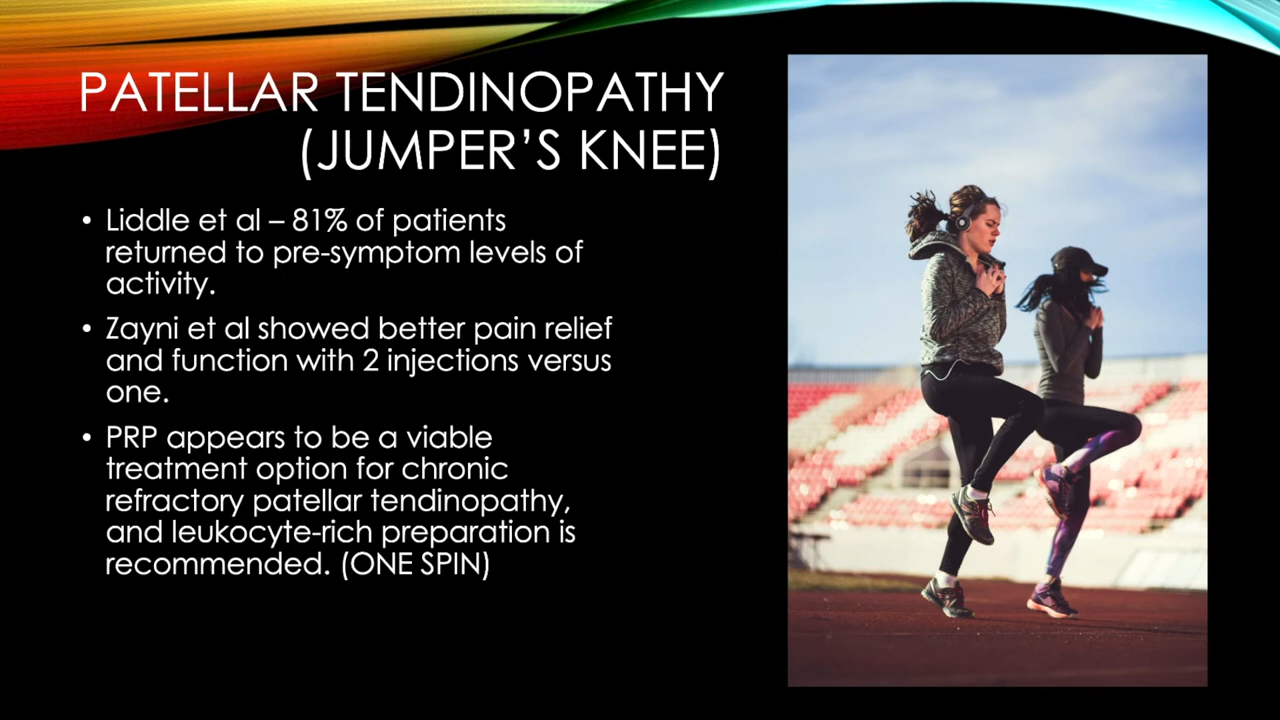 PATELLAR TENDINOPATHY
(JUMPER’S KNEE)
• Liddle et al – 81% of patients
returned to pre-symptom levels of
activity.
• Zayni et al showed better pain relief
and function with 2 injections versus
one.
• PRP appears to be a viable
treatment option for chronic
refractory patellar tendinopathy,
and leukocyte-rich preparation is
recommended. (ONE SPIN)